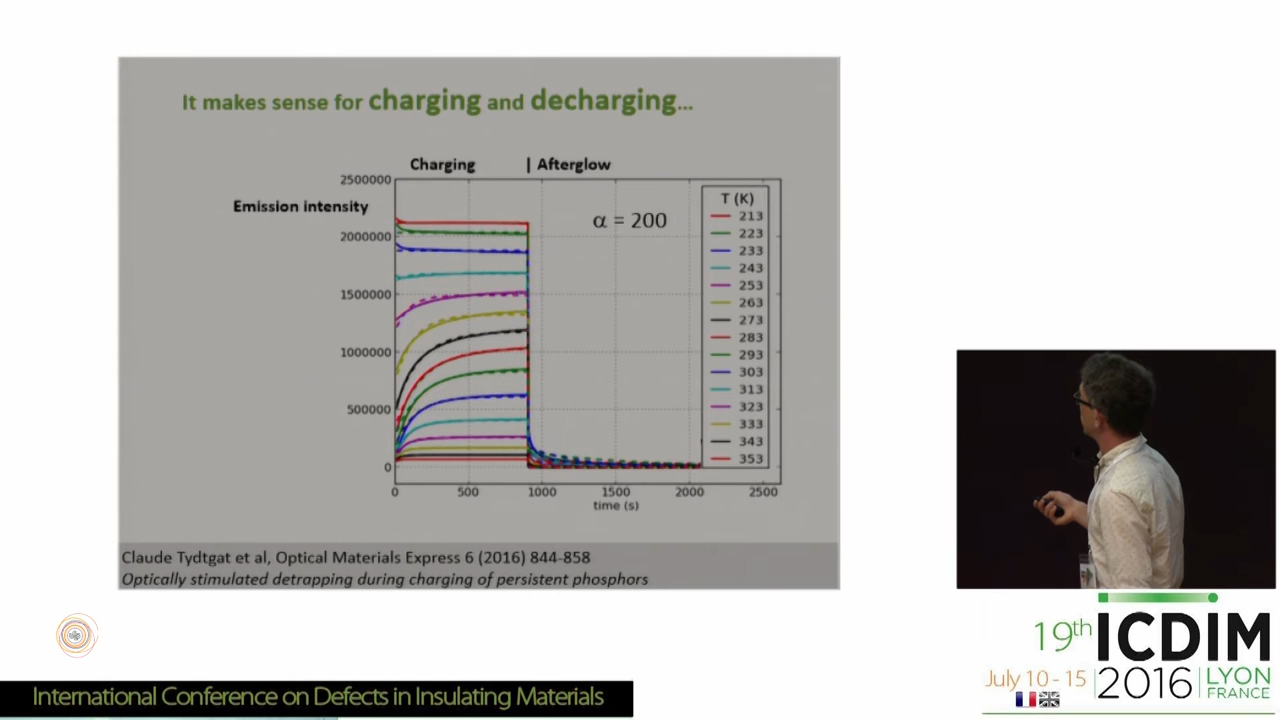 It makes sense for charging and decharging...
Charging | Afterglow
Emission intensity
α = 200
2500000
2000000
1500000
1000000
500000
0
0 500 1000 1500 2000 2500
time (s)
T (K)
213
223
233
243
253
263
273
283
293
303
313
323
333
343
353
Claude Tydtgat et al, Optical Materials Express 6 (2016) 844-858
Optically stimulated detrapping during charging of persistent phosphors
19th ICDIM
July 10 - 15 2016 LYON
FRANCE
International Conference on Defects in Insulating Materials